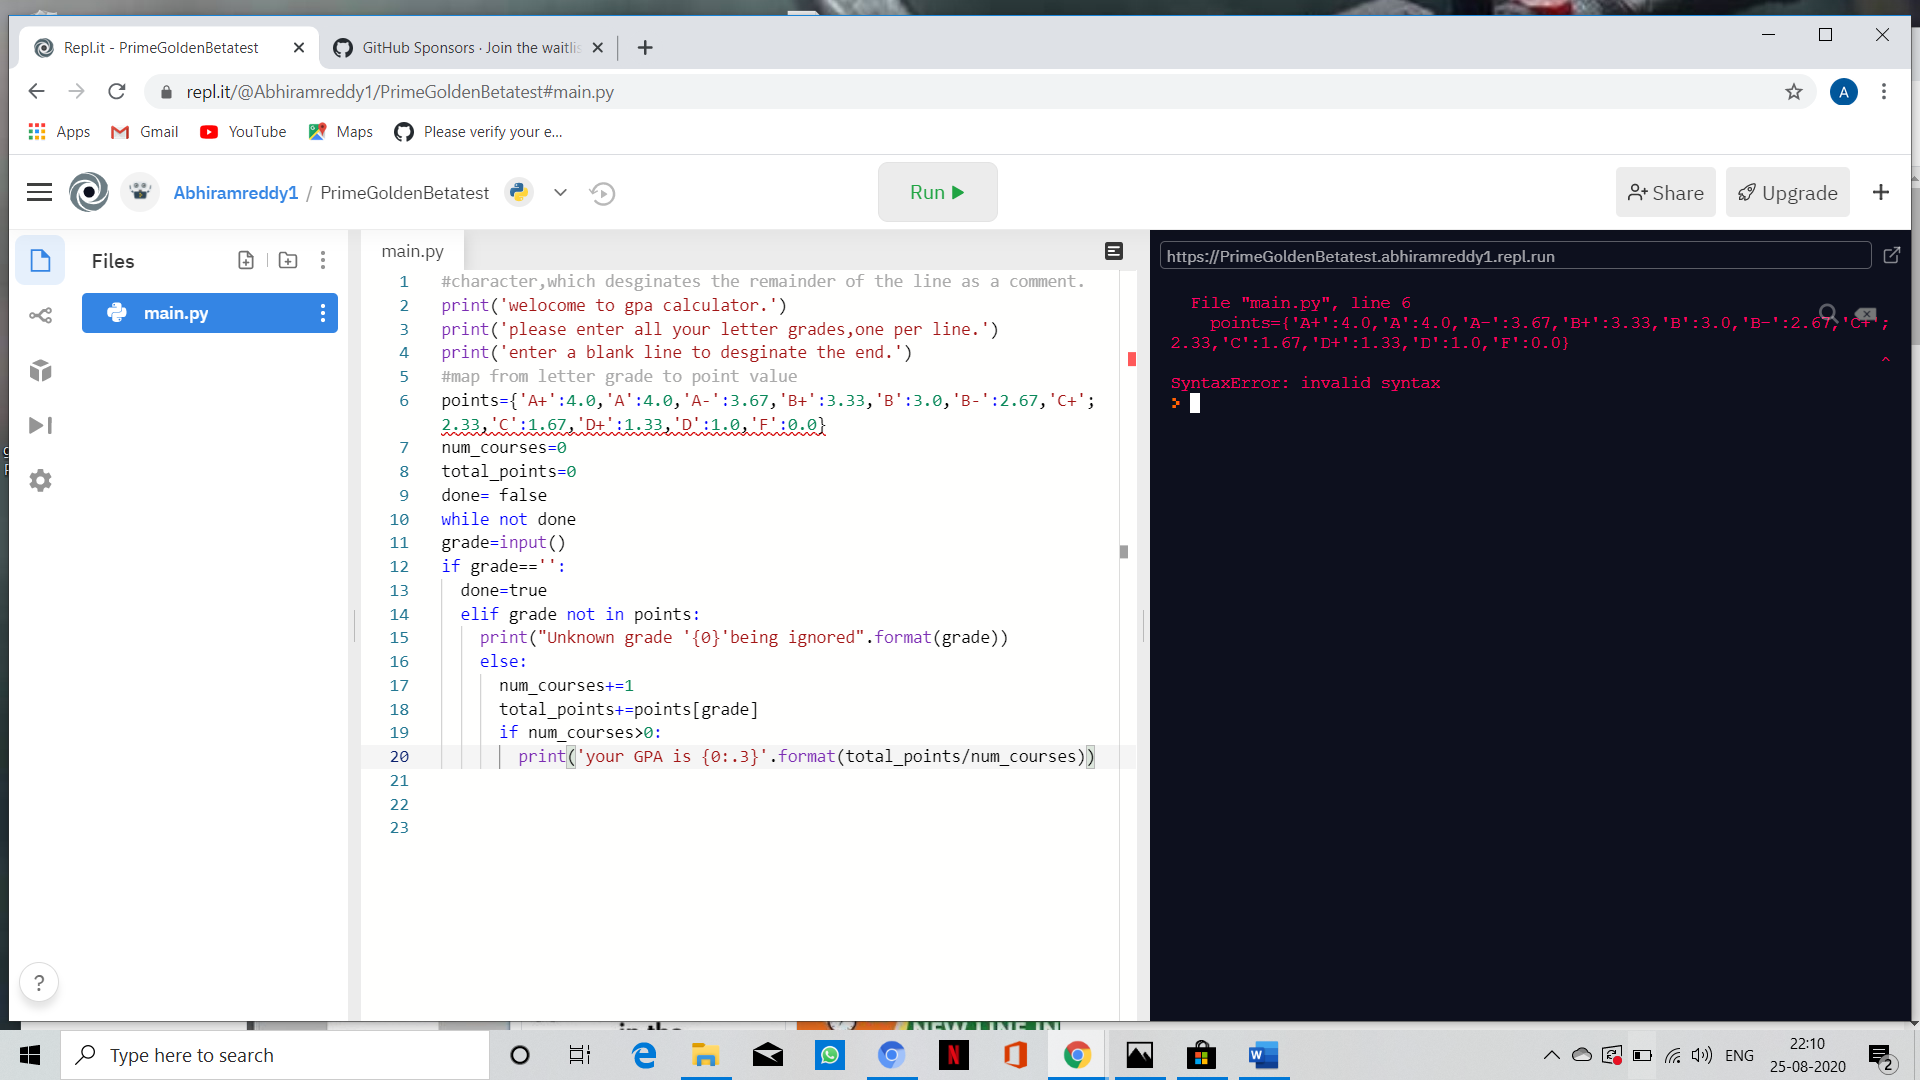 Repl.it - PrimeGoldenBetatest
GitHub Sponsors · Join the waitlis
repl.it/@Abhiramreddy1/PrimeGoldenBetatest#main.py
A
Apps
Gmail
YouTube
Maps
Please verify your e...
Abhiramreddy1 / PrimeGoldenBetatest
Run
Share
Upgrade
Files
main.py
main.py
1 #character,which desginates the remainder of the line as a comment.
2 print('welocome to gpa calculator.')
3 print('please enter all your letter grades,one per line.')
4 print('enter a blank line to desginate the end.')
5 #map from letter grade to point value
6 points={'A+':4.0,'A':4.0,'A-':3.67,'B+':3.33,'B':3.0,'B-':2.67,'C+';
2.33,'C':1.67,'D+':1.33,'D':1.0,'F':0.0}
7 num_courses=0
8 total_points=0
9 done= false
10 while not done
11 grade=input()
12 if grade=='':
13 done=true
14 elif grade not in points:
15 print("Unknown grade '{0}'being ignored".format(grade))
16 else:
17 num_courses+=1
18 total_points+=points[grade]
19 if num_courses>0:
20 print('your GPA is {0:.3}'.format(total_points/num_courses))
21
22
23
https://PrimeGoldenBetatest.abhiramreddy1.repl.run
File "main.py", line 6
points={'A+':4.0,'A':4.0,'A-':3.67,'B+':3.33,'B':3.0,'B-':2.67,'C+';
2.33,'C':1.67,'D+':1.33,'D':1.0,'F':0.0}
^
SyntaxError: invalid syntax
?
Type here to search
ENG
22:10
25-08-2020
2